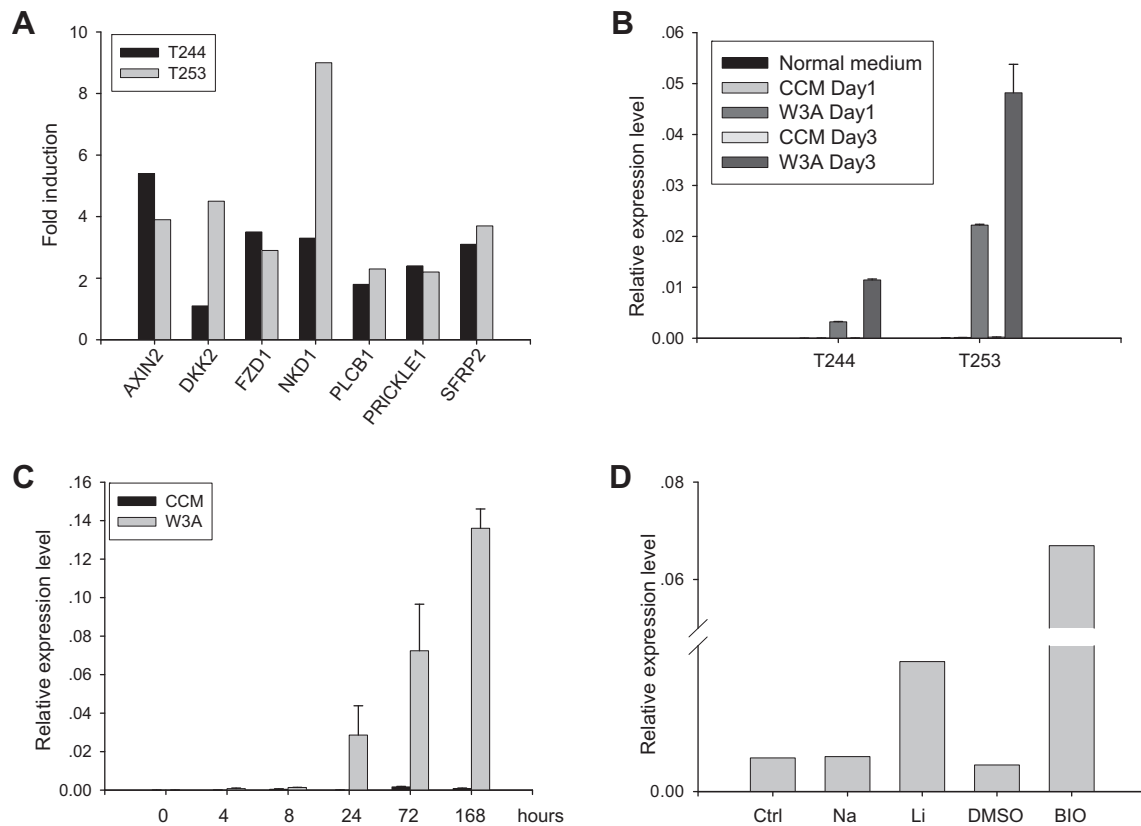 A
T244
T253
Fold induction
10
8
6
4
2
0
AXIN2
DKK2
FZD1
NKD1
PLCB1
PRICKLE1
SFRP2
B
Normal medium
CCM Day1
W3A Day1
CCM Day3
W3A Day3
Relative expression level
.06
.05
.04
.03
.02
.01
0.00
T244
T253
C
CCM
W3A
Relative expression level
.16
.14
.12
.10
.08
.06
.04
.02
0.00
0 4 8 24 72 168 hours
D
Relative expression level
.08
.06
0.00
Ctrl Na Li DMSO BIO